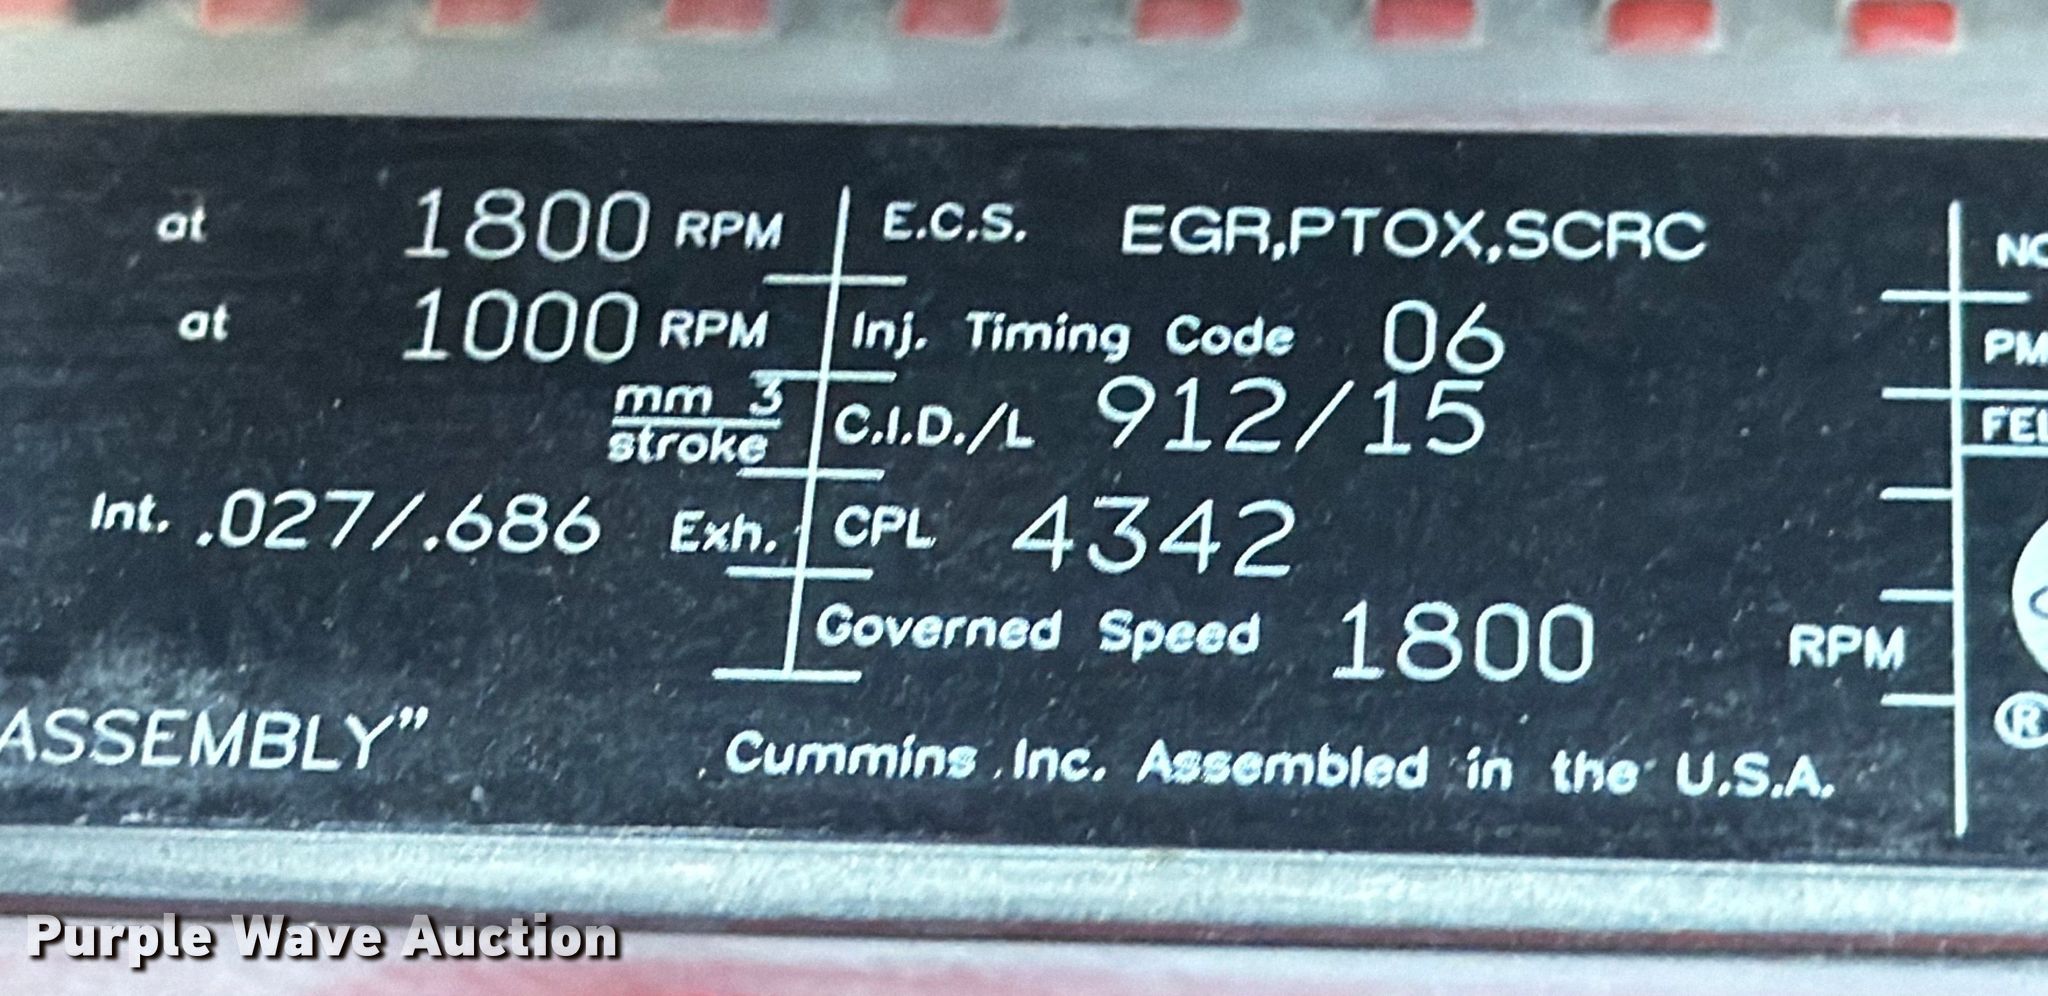 at 1800 RPM
at 1000 RPM
mm 3
stroke
Int. .027/.686 Exh.
ASSEMBLY”
E.C.S. EGR,PTOX,SCRC
Inj. Timing Code 06
C.I.D./L 912/15
CPL 4342
Governed Speed 1800 RPM
Cummins Inc. Assembled in the U.S.A.
®
Purple Wave Auction